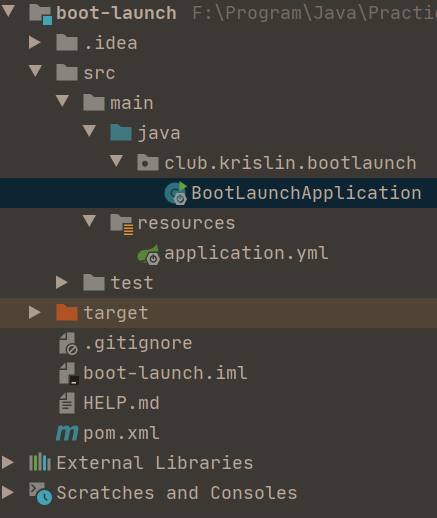 boot-launch F:\Program\Java\Practic
.idea
src
main
java
club.krislin.bootlaunch
BootLaunchApplication
resources
application.yml
test
target
.gitignore
boot-launch.iml
HELP.md
pom.xml
External Libraries
Scratches and Consoles